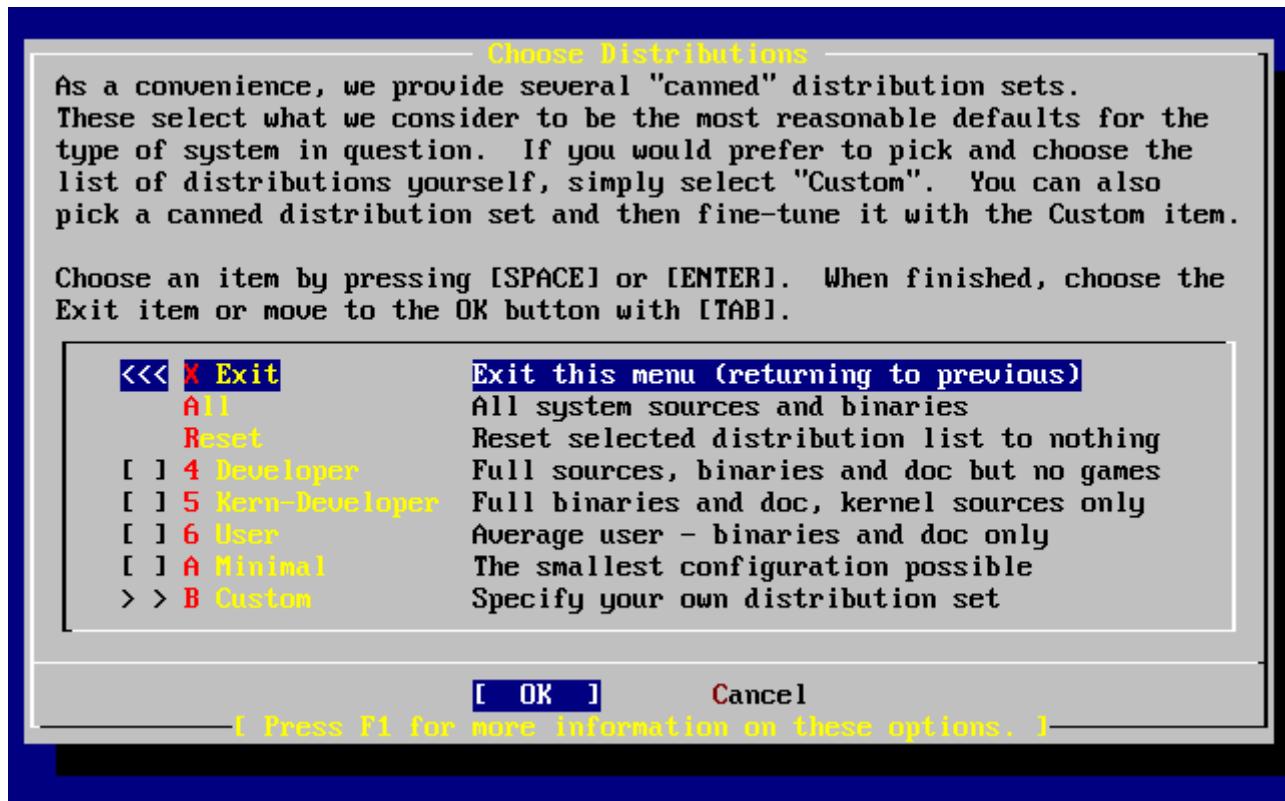 Choose Distributions
As a convenience, we provide several "canned" distribution sets.
These select what we consider to be the most reasonable defaults for the
type of system in question.  If you would prefer to pick and choose the
list of distributions yourself, simply select "Custom".  You can also
pick a canned distribution set and then fine-tune it with the Custom item.
Choose an item by pressing [SPACE] or [ENTER].  When finished, choose the
Exit item or move to the OK button with [TAB].
<<< X Exit Exit this menu (returning to previous)
All All system sources and binaries
Reset Reset selected distribution list to nothing
[ ] 4 Developer Full sources, binaries and doc but no games
[ ] 5 Kern-Developer Full binaries and doc, kernel sources only
[ ] 6 User Average user - binaries and doc only
[ ] A Minimal The smallest configuration possible
> > B Custom Specify your own distribution set
[ OK ] Cancel
[ Press F1 for more information on these options. ]